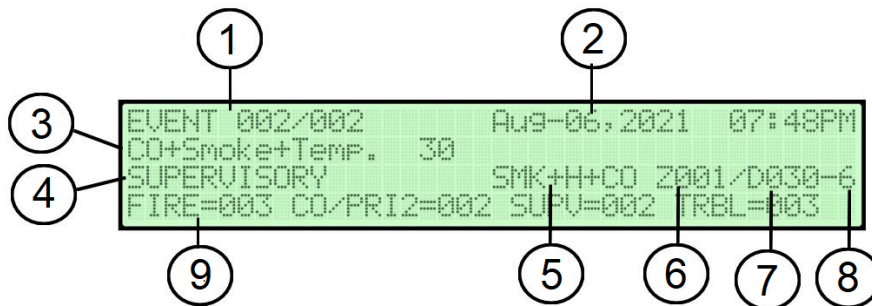 1 2
3 EVENT 002/002 Aug-06,2021 07:48PM
CO+Smoke+Temp. 30
4 SUPERVISORY SMK+H+CO Z001/D030-6
FIRE=003 CO/PRI2=002 SUPV=002 TRBL=003
9 5 6 7 8